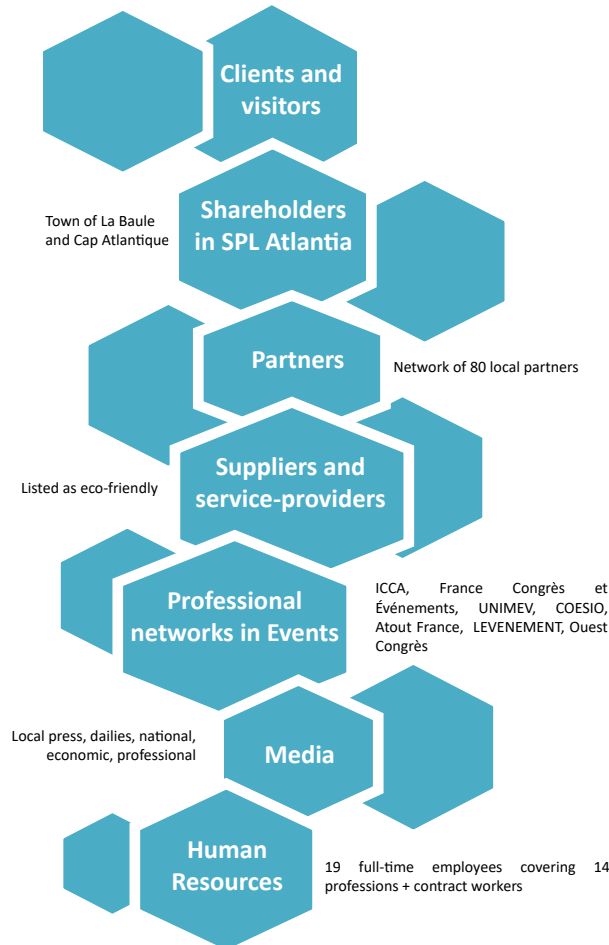 Clients and
visitors
Town of La Baule
and Cap Atlantique
Shareholders
in SPL Atlantia
Partners
Network of 80 local partners
Suppliers and
service-providers
Listed as eco-friendly
Professional
networks in Events
ICCA, France Congrès et
Événements, UNIMEV, COESIO,
Atout France, LEVENEMENT, Ouest
Congrès
Local press, dailies, national,
economic, professional
Media
Human
Resources
19 full-time employees covering 14
professions + contract workers